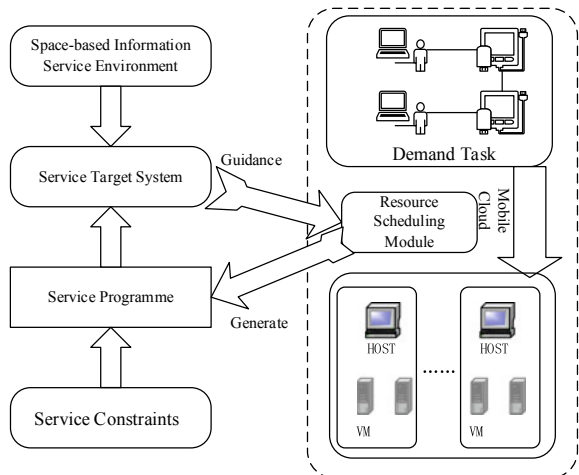 Space-based Information
Service Environment
Service Target System
Service Programme
Service Constraints
Guidance
Generate
Demand Task
Resource
Scheduling
Module
Mobile
Cloud
HOST
VM
......
HOST
VM